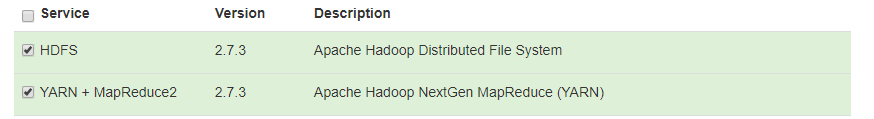 Service Version Description
HDFS 2.7.3 Apache Hadoop Distributed File System
YARN + MapReduce2 2.7.3 Apache Hadoop NextGen MapReduce (YARN)